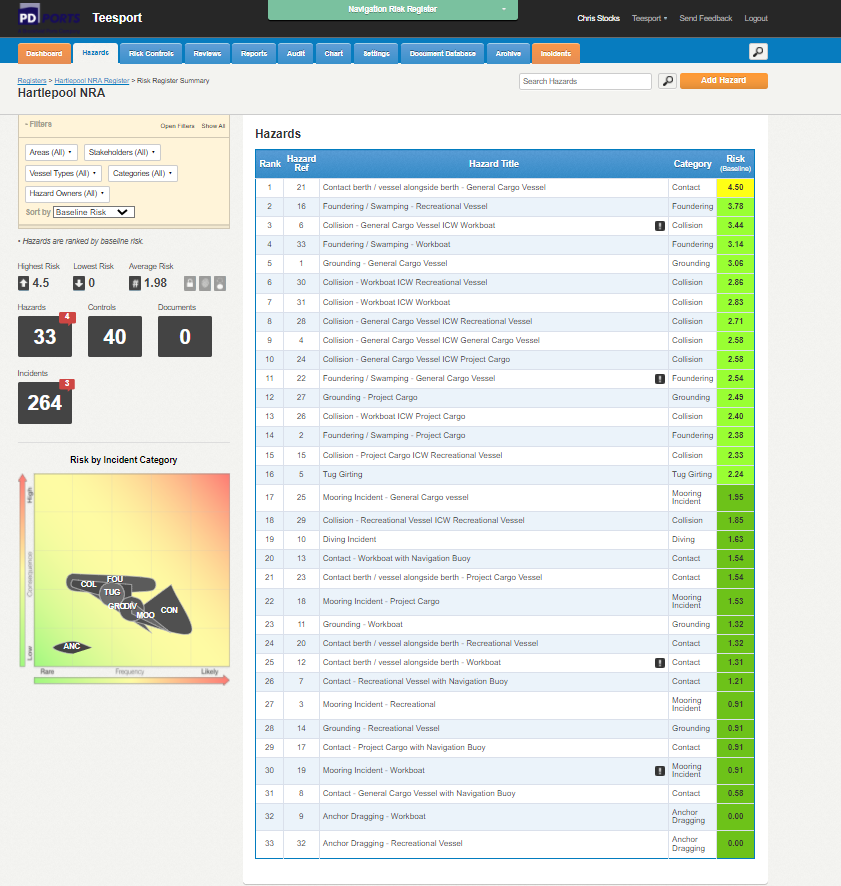 PD PORTS
Teesport
Navigation Risk Register
Chris Stocks Teesport Send Feedback Logout
Dashboard Hazards Risk Controls Reviews Reports Audit Chart Settings Document Database Archive Incidents
Registers > Hartlepool NRA Register > Risk Register Summary
Hartlepool NRA
Search Hazards
Add Hazard
- Filters Open Filters Show All
Areas (All) Stakeholders (All)
Vessel Types (All) Categories (All)
Hazard Owners (All)
Sort by Baseline Risk
• Hazards are ranked by baseline risk.
Highest Risk Lowest Risk Average Risk
4.5 0 # 1.98
Hazards Controls Documents
4
33 40 0
Incidents
3
264
Risk by Incident Category
High
Consequences
Low
COL FOU
TUG
GRO DIV
MOO CON
ANC
Rare Frequency Likely
Hazards
Rank Hazard Ref Hazard Title Category Risk (Baseline)
1 21 Contact berth / vessel alongside berth - General Cargo Vessel Contact 4.50
2 16 Foundering / Swamping - Recreational Vessel Foundering 3.78
3 6 Collision - General Cargo Vessel ICW Workboat ! Collision 3.44
4 33 Foundering / Swamping - Workboat Foundering 3.14
5 1 Grounding - General Cargo Vessel Grounding 3.06
6 30 Collision - Workboat ICW Recreational Vessel Collision 2.86
7 31 Collision - Workboat ICW Workboat Collision 2.83
8 28 Collision - General Cargo Vessel ICW Recreational Vessel Collision 2.71
9 4 Collision - General Cargo Vessel ICW General Cargo Vessel Collision 2.58
10 24 Collision - General Cargo Vessel ICW Project Cargo Collision 2.58
11 22 Foundering / Swamping - General Cargo Vessel ! Foundering 2.54
12 27 Grounding - Project Cargo Grounding 2.49
13 26 Collision - Workboat ICW Project Cargo Collision 2.40
14 2 Foundering / Swamping - Project Cargo Foundering 2.38
15 15 Collision - Project Cargo ICW Recreational Vessel Collision 2.33
16 5 Tug Girting Tug Girting 2.24
17 25 Mooring Incident - General Cargo vessel Mooring Incident 1.95
18 29 Collision - Recreational Vessel ICW Recreational Vessel Collision 1.85
19 10 Diving Incident Diving 1.63
20 13 Contact - Workboat with Navigation Buoy Contact 1.54
21 23 Contact berth / vessel alongside berth - Project Cargo Vessel Contact 1.54
22 18 Mooring Incident - Project Cargo Mooring Incident 1.53
23 11 Grounding - Workboat Grounding 1.32
24 20 Contact berth / vessel alongside berth - Recreational Vessel Contact 1.32
25 12 Contact berth / vessel alongside berth - Workboat ! Contact 1.31
26 7 Contact - Recreational Vessel with Navigation Buoy Contact 1.21
27 3 Mooring Incident - Recreational Mooring Incident 0.91
28 14 Grounding - Recreational Vessel Grounding 0.91
29 17 Contact - Project Cargo with Navigation Buoy Contact 0.91
30 19 Mooring Incident - Workboat ! Mooring Incident 0.91
31 8 Contact - General Cargo Vessel with Navigation Buoy Contact 0.58
32 9 Anchor Dragging - Workboat Anchor Dragging 0.00
33 32 Anchor Dragging - Recreational Vessel Anchor Dragging 0.00